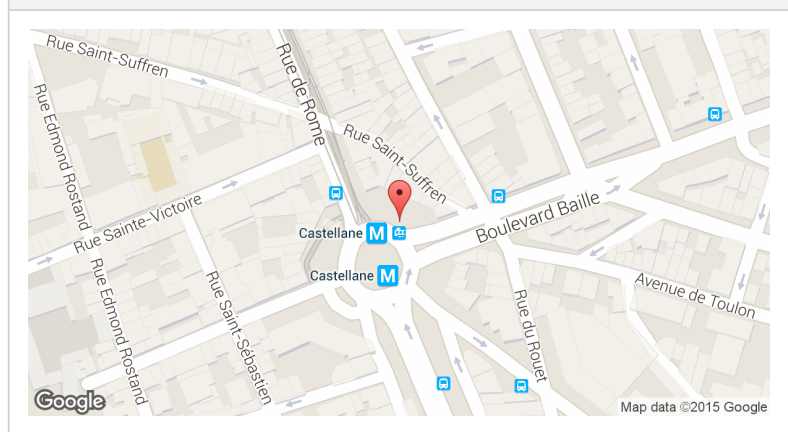 Rue Saint-Suffren
Rue de Rome
Rue Edmond Rostand
Rue Saint-Suffren
Rue Sainte-Victoire
Boulevard Baille
Castellane M
Castellane M
Rue Edmond Rostand
Rue Saint-Sébastien
Avenue de Toulon
Rue du Rouet
Google
Map data ©2015 Google